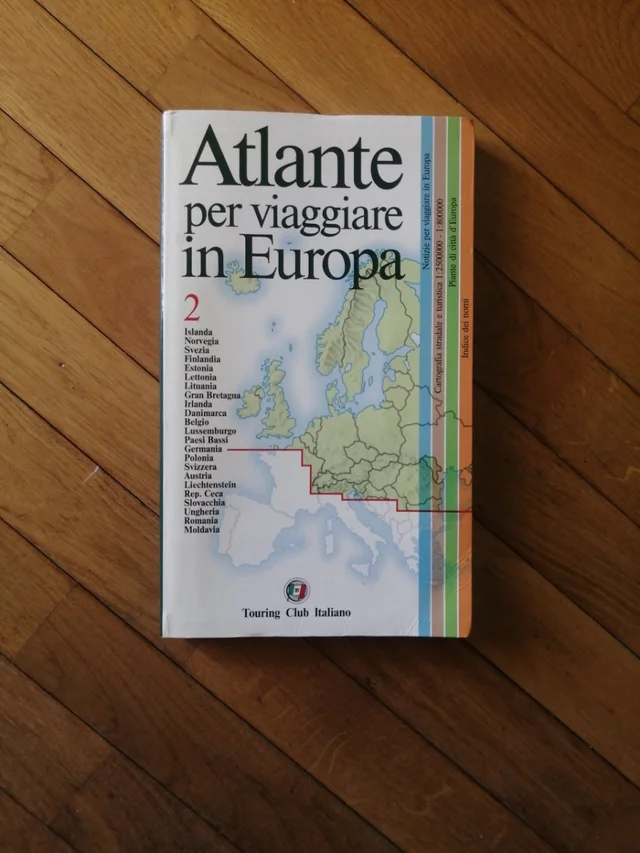 Atlante
per viaggiare
in Europa
2
Islanda
Norvegia
Svezia
Finlandia
Estonia
Lettonia
Lituania
Gran Bretagna
Irlanda
Danimarca
Belgio
Lussemburgo
Paesi Bassi
Germania
Polonia
Svizzera
Austria
Liechtenstein
Rep. Ceca
Slovacchia
Ungheria
Romania
Moldavia
Touring Club Italiano
Notizie per viaggiare in Europa
Cartografia stradale e turistica 1:2500000 - 1:800000
Piante di città d'Europa
Indice dei nomi